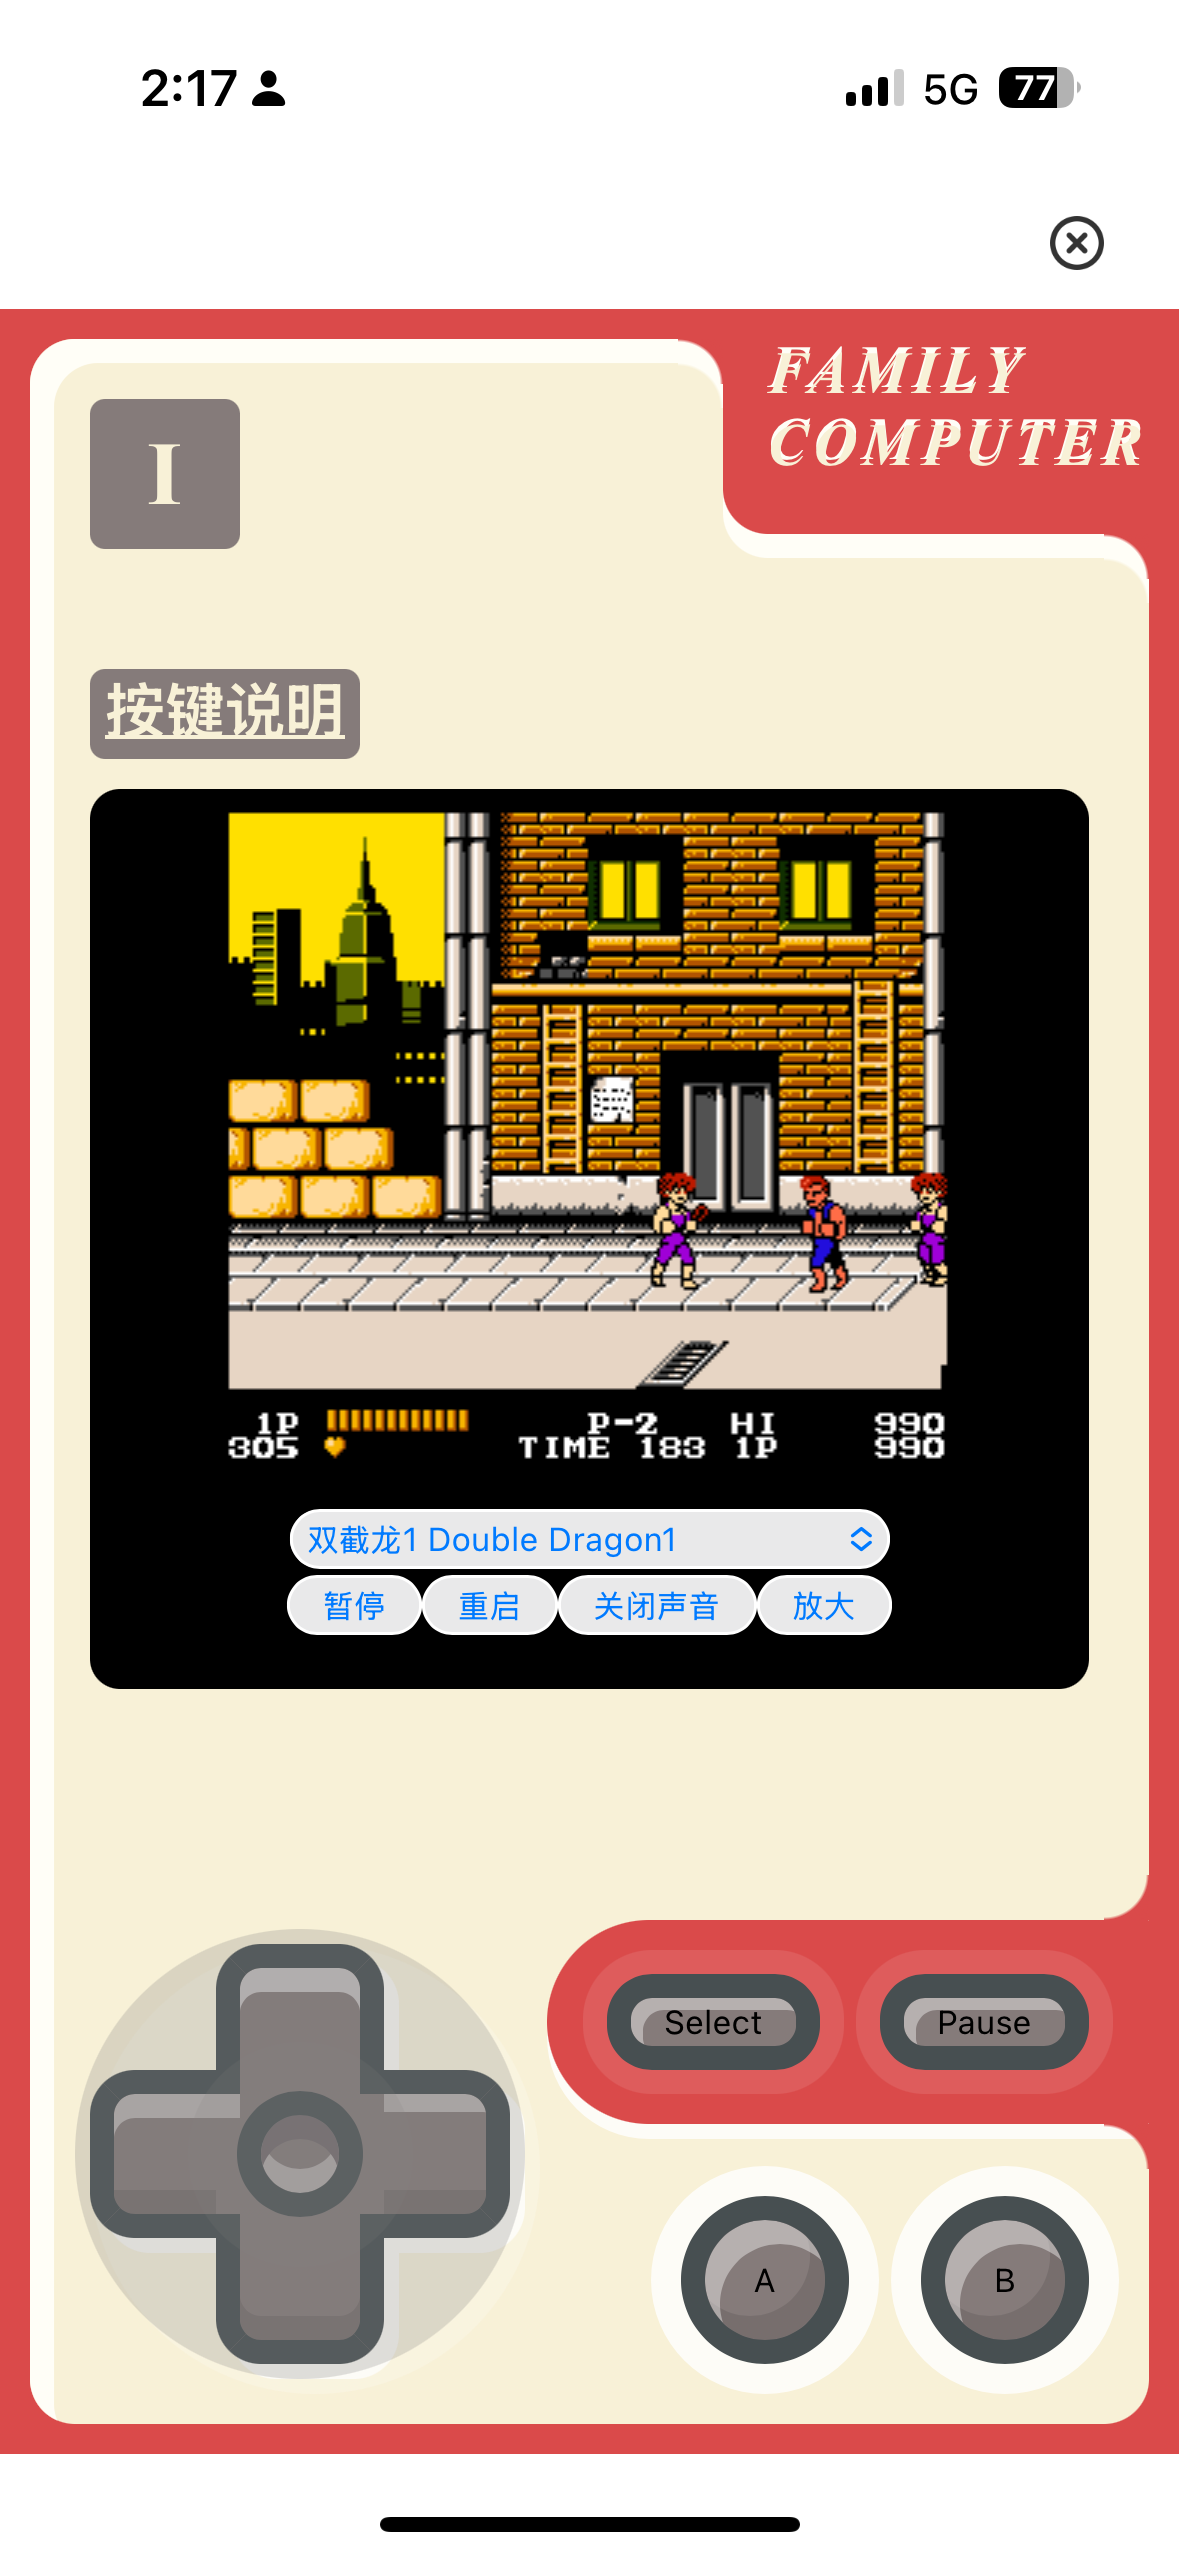 2:17
5G
77
FAMILY
COMPUTER
I
按键说明
1P P-2 HI 990
305 TIME 183 1P 990
双截龙1 Double Dragon1
暂停 重启 关闭声音 放大
Select Pause
A B